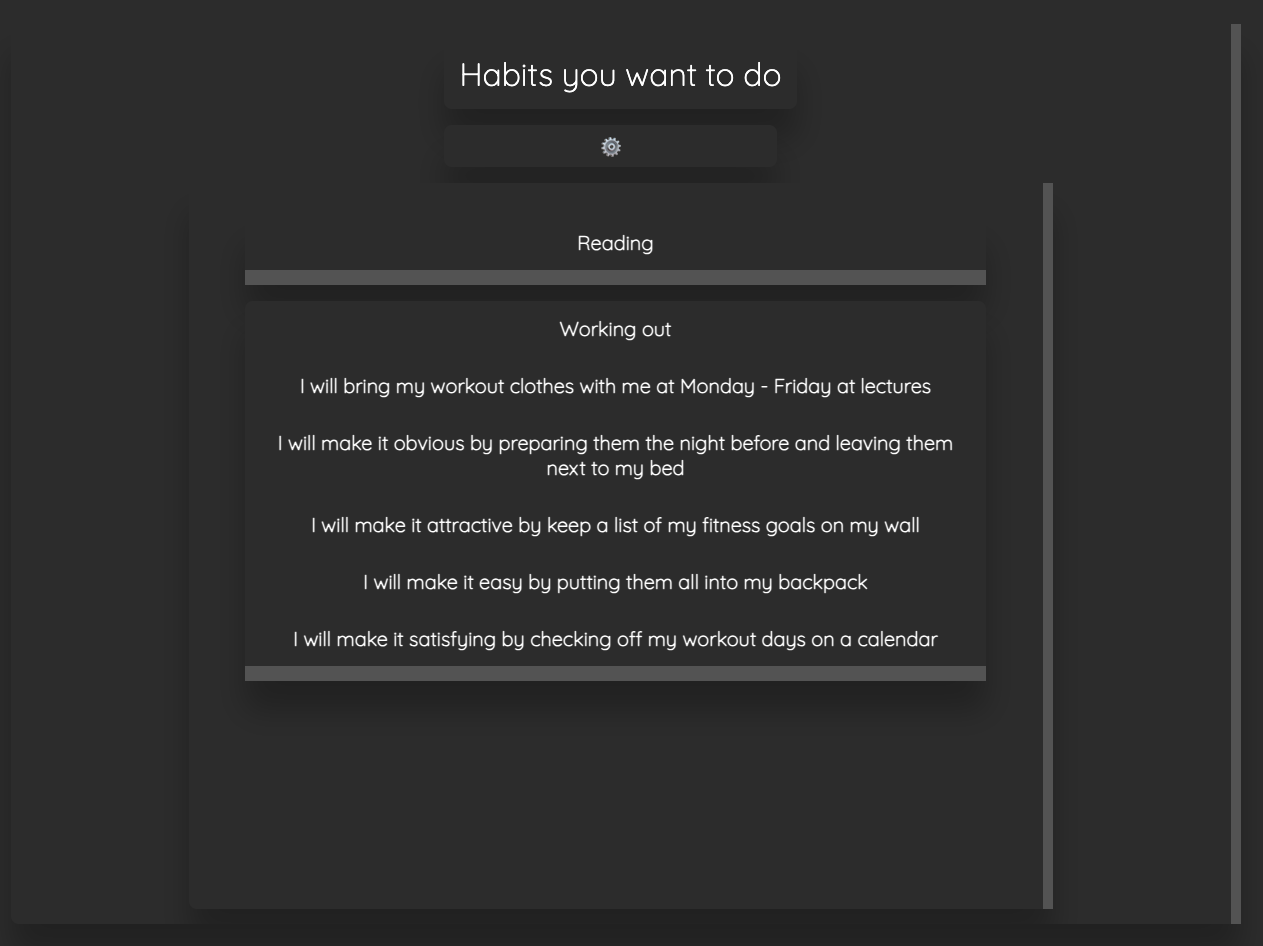 Habits you want to do
Reading
Working out
I will bring my workout clothes with me at Monday - Friday at lectures
I will make it obvious by preparing them the night before and leaving them
next to my bed
I will make it attractive by keep a list of my fitness goals on my wall
I will make it easy by putting them all into my backpack
I will make it satisfying by checking off my workout days on a calendar